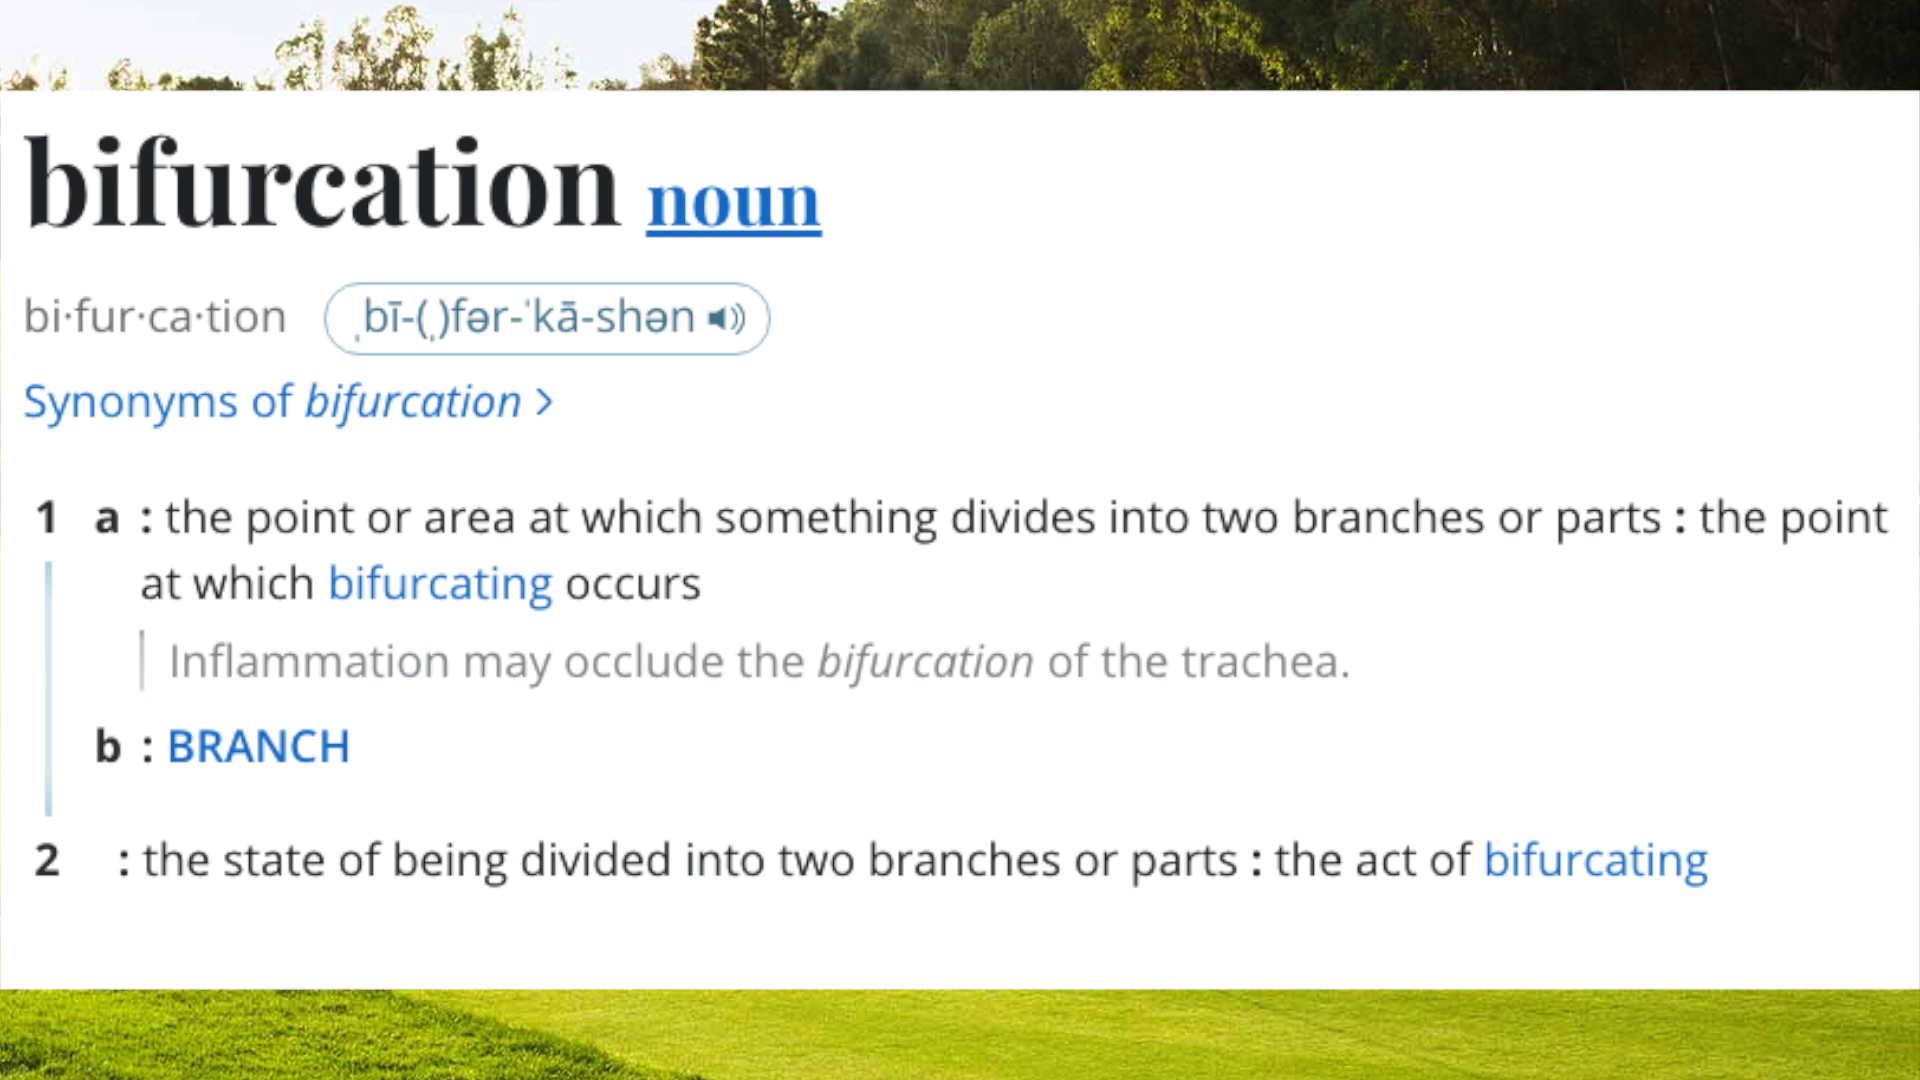 bifurcation noun
bi·fur·ca·tion ˌbī-(ˌ)fər-ˈkā-shən
Synonyms of bifurcation >
1 a : the point or area at which something divides into two branches or parts : the point
at which bifurcating occurs
Inflammation may occlude the bifurcation of the trachea.
b : BRANCH
2 : the state of being divided into two branches or parts : the act of bifurcating